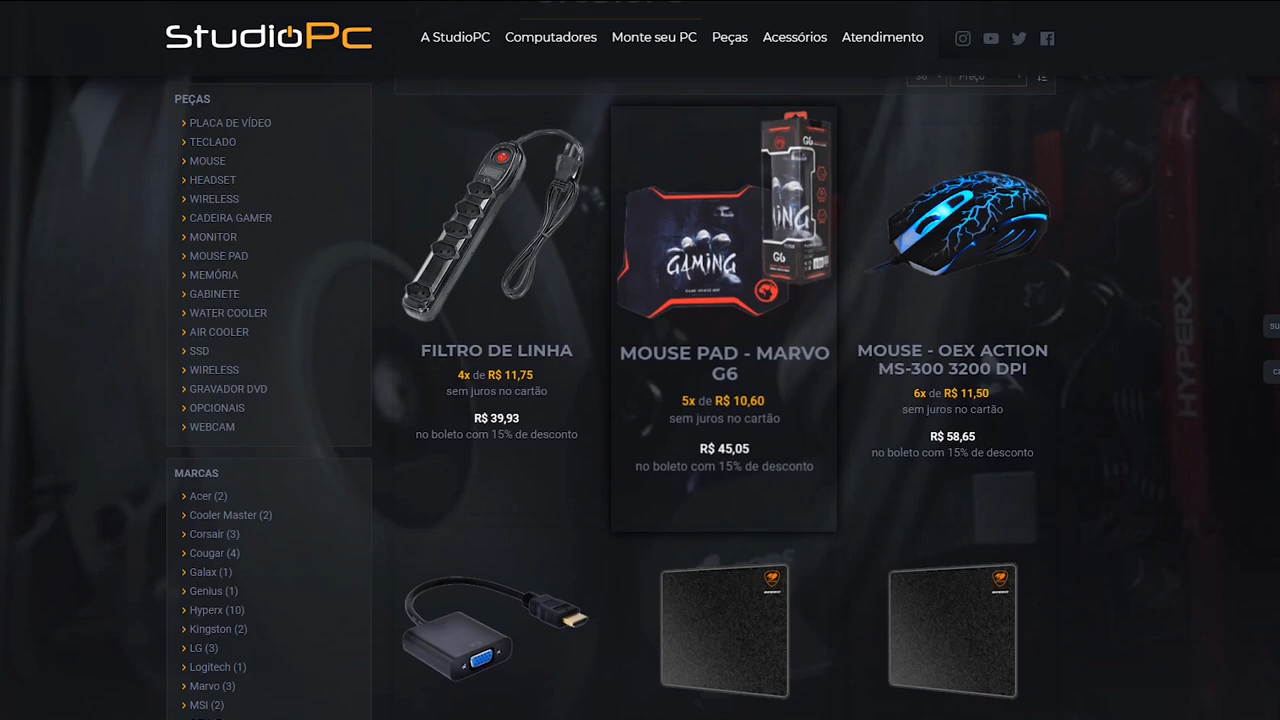 StudioPc
A StudioPC
Computadores
Monte seu PC
Peças
Acessórios
Atendimento
36
Preço
PEÇAS
PLACA DE VÍDEO
TECLADO
MOUSE
HEADSET
WIRELESS
CADEIRA GAMER
MONITOR
MOUSE PAD
MEMÓRIA
GABINETE
WATER COOLER
AIR COOLER
SSD
WIRELESS
GRAVADOR DVD
OPCIONAIS
WEBCAM
MARCAS
Acer (2)
Cooler Master (2)
Corsair (3)
Cougar (4)
Galax (1)
Genius (1)
Hyperx (10)
Kingston (2)
LG (3)
Logitech (1)
Marvo (3)
MSI (2)
FILTRO DE LINHA
4x de R$ 11,75
sem juros no cartão
R$ 39,93
no boleto com 15% de desconto
G6
GAMING
G6
MOUSE PAD - MARVO
G6
5x de R$ 10,60
sem juros no cartão
R$ 45,05
no boleto com 15% de desconto
MOUSE - OEX ACTION
MS-300 3200 DPI
6x de R$ 11,50
sem juros no cartão
R$ 58,65
no boleto com 15% de desconto
HYPERX
SPEED
SPEED